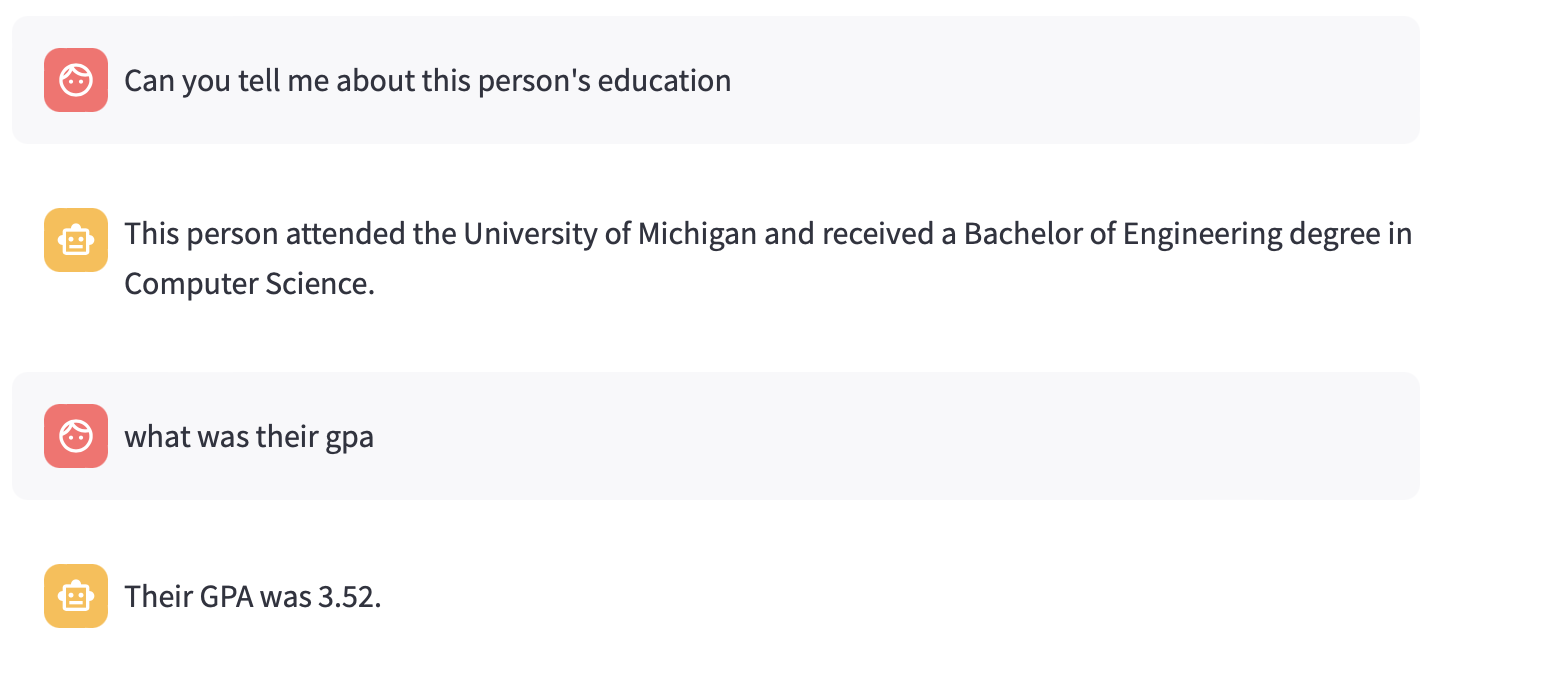 Can you tell me about this person's education
This person attended the University of Michigan and received a Bachelor of Engineering degree in
Computer Science.
what was their gpa
Their GPA was 3.52.